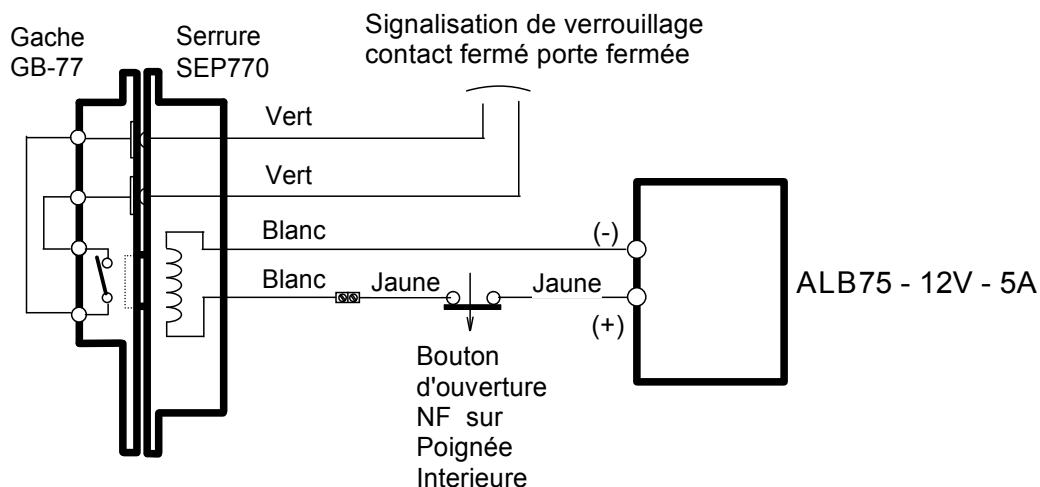 Gache
GB-77
Serrure
SEP770
Signalisation de verrouillage
contact fermé porte fermée
Vert
Vert
Blanc
(-)
Blanc
Jaune
Jaune
(+)
ALB75 - 12V - 5A
Bouton
d'ouverture
NF sur
Poignée
Interieure